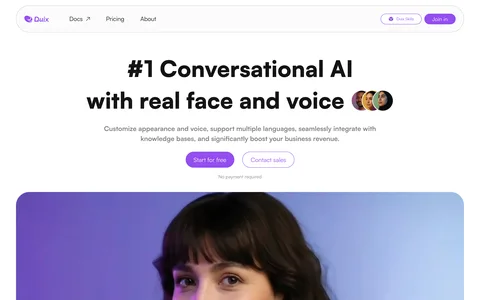 Duix
Docs ↗
Pricing
About
Join in
#1 Conversational AI
with real face and voice
Customize appearance and voice, support multiple languages, seamlessly integrate with
knowledge bases, and significantly boost your business revenue.
Start for free
Contact sales
No payment required